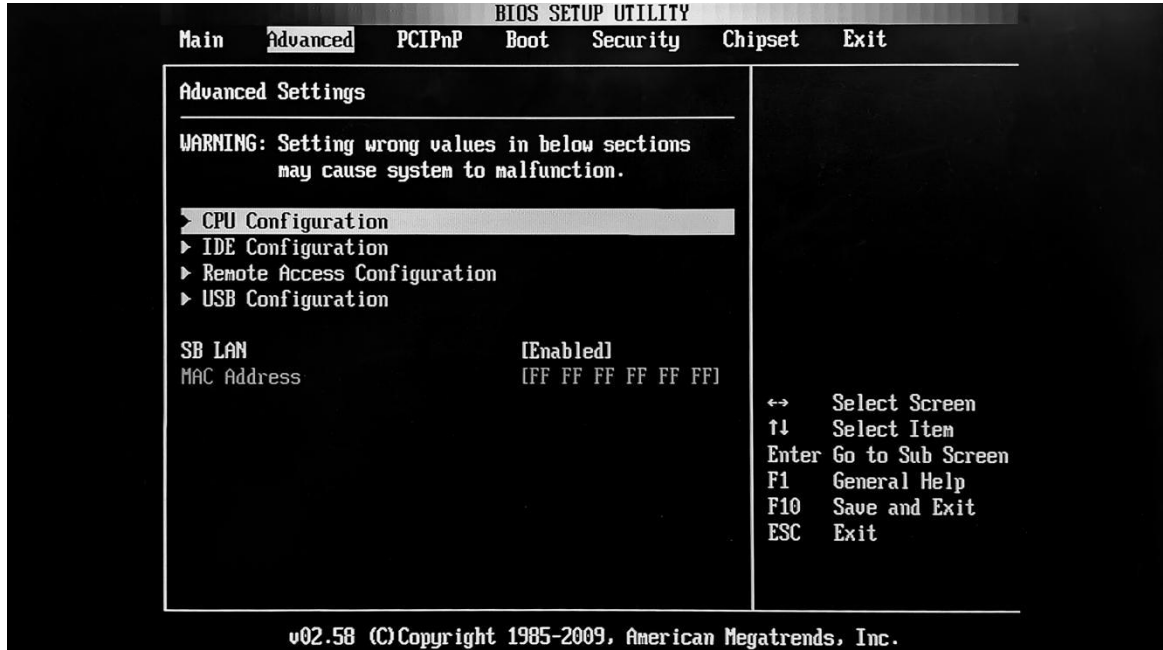 BIOS SETUP UTILITY
Main Advanced PCIPnP Boot Security Chipset Exit
Advanced Settings
WARNING: Setting wrong values in below sections
may cause system to malfunction.
▶ CPU Configuration
▶ IDE Configuration
▶ Remote Access Configuration
▶ USB Configuration
SB LAN [Enabled]
MAC Address [FF FF FF FF FF FF]
↔ Select Screen
↑↓ Select Item
Enter Go to Sub Screen
F1 General Help
F10 Save and Exit
ESC Exit
v02.58 (C)Copyright 1985-2009, American Megatrends, Inc.